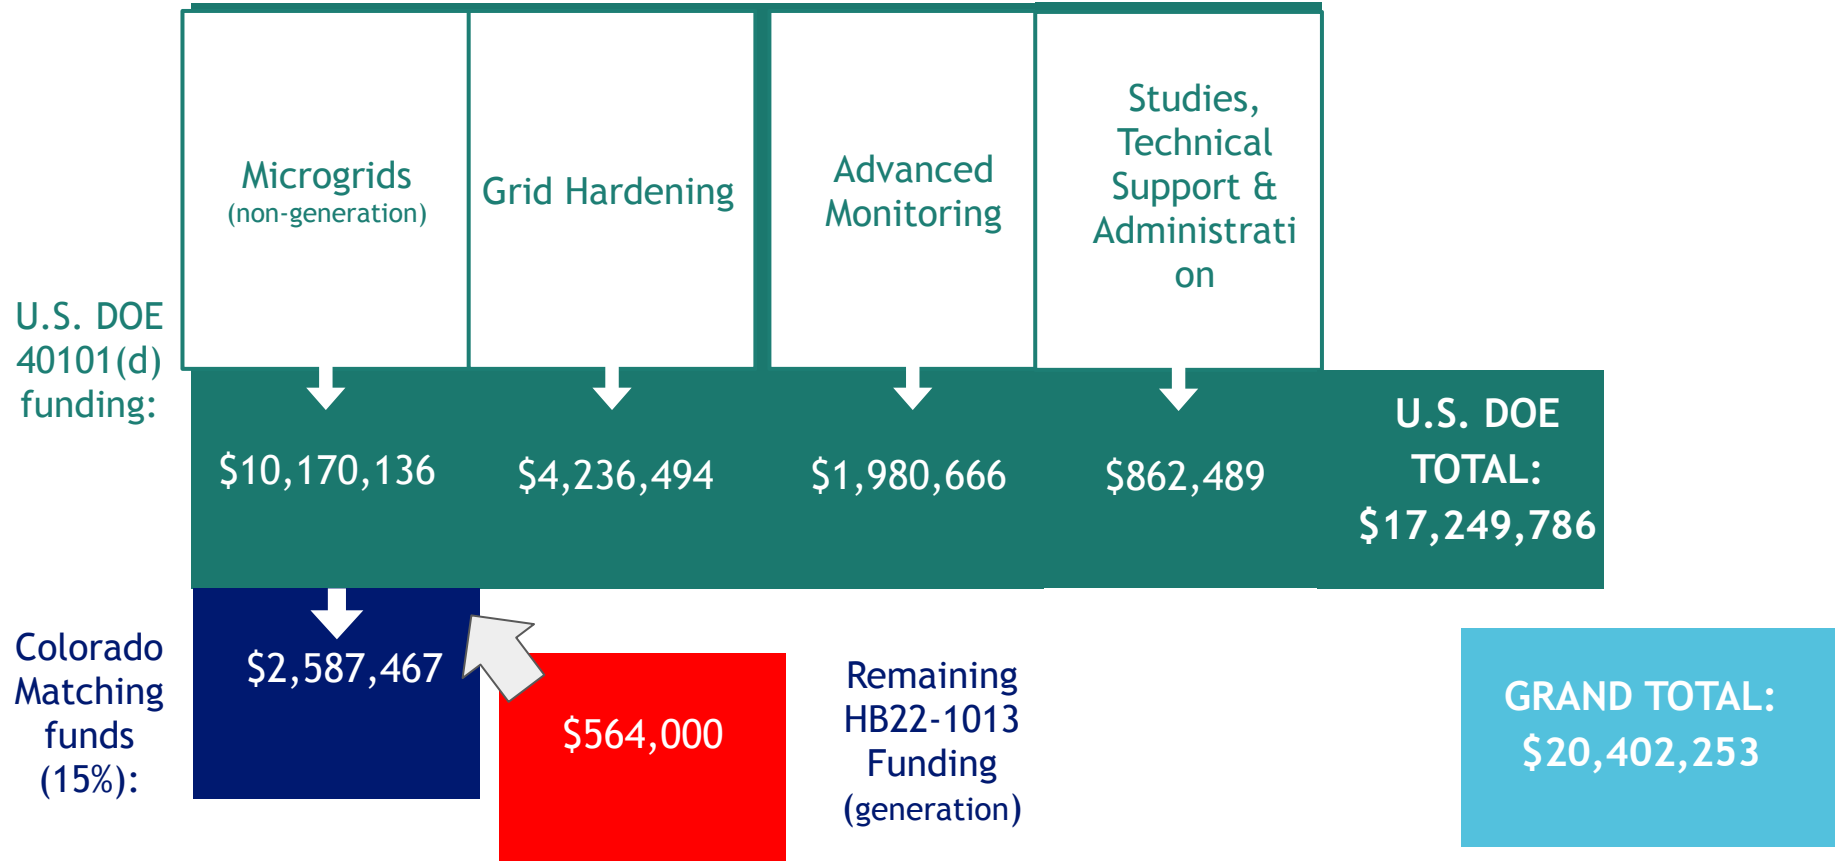 Microgrids
(non-generation)
Grid Hardening
Advanced
Monitoring
Studies,
Technical
Support &
Administrati
on
U.S. DOE
40101(d)
funding:
$10,170,136
$4,236,494
$1,980,666
$862,489
U.S. DOE
TOTAL:
$17,249,786
Colorado
Matching
funds
(15%):
$2,587,467
$564,000
Remaining
HB22-1013
Funding
(generation)
GRAND TOTAL:
$20,402,253